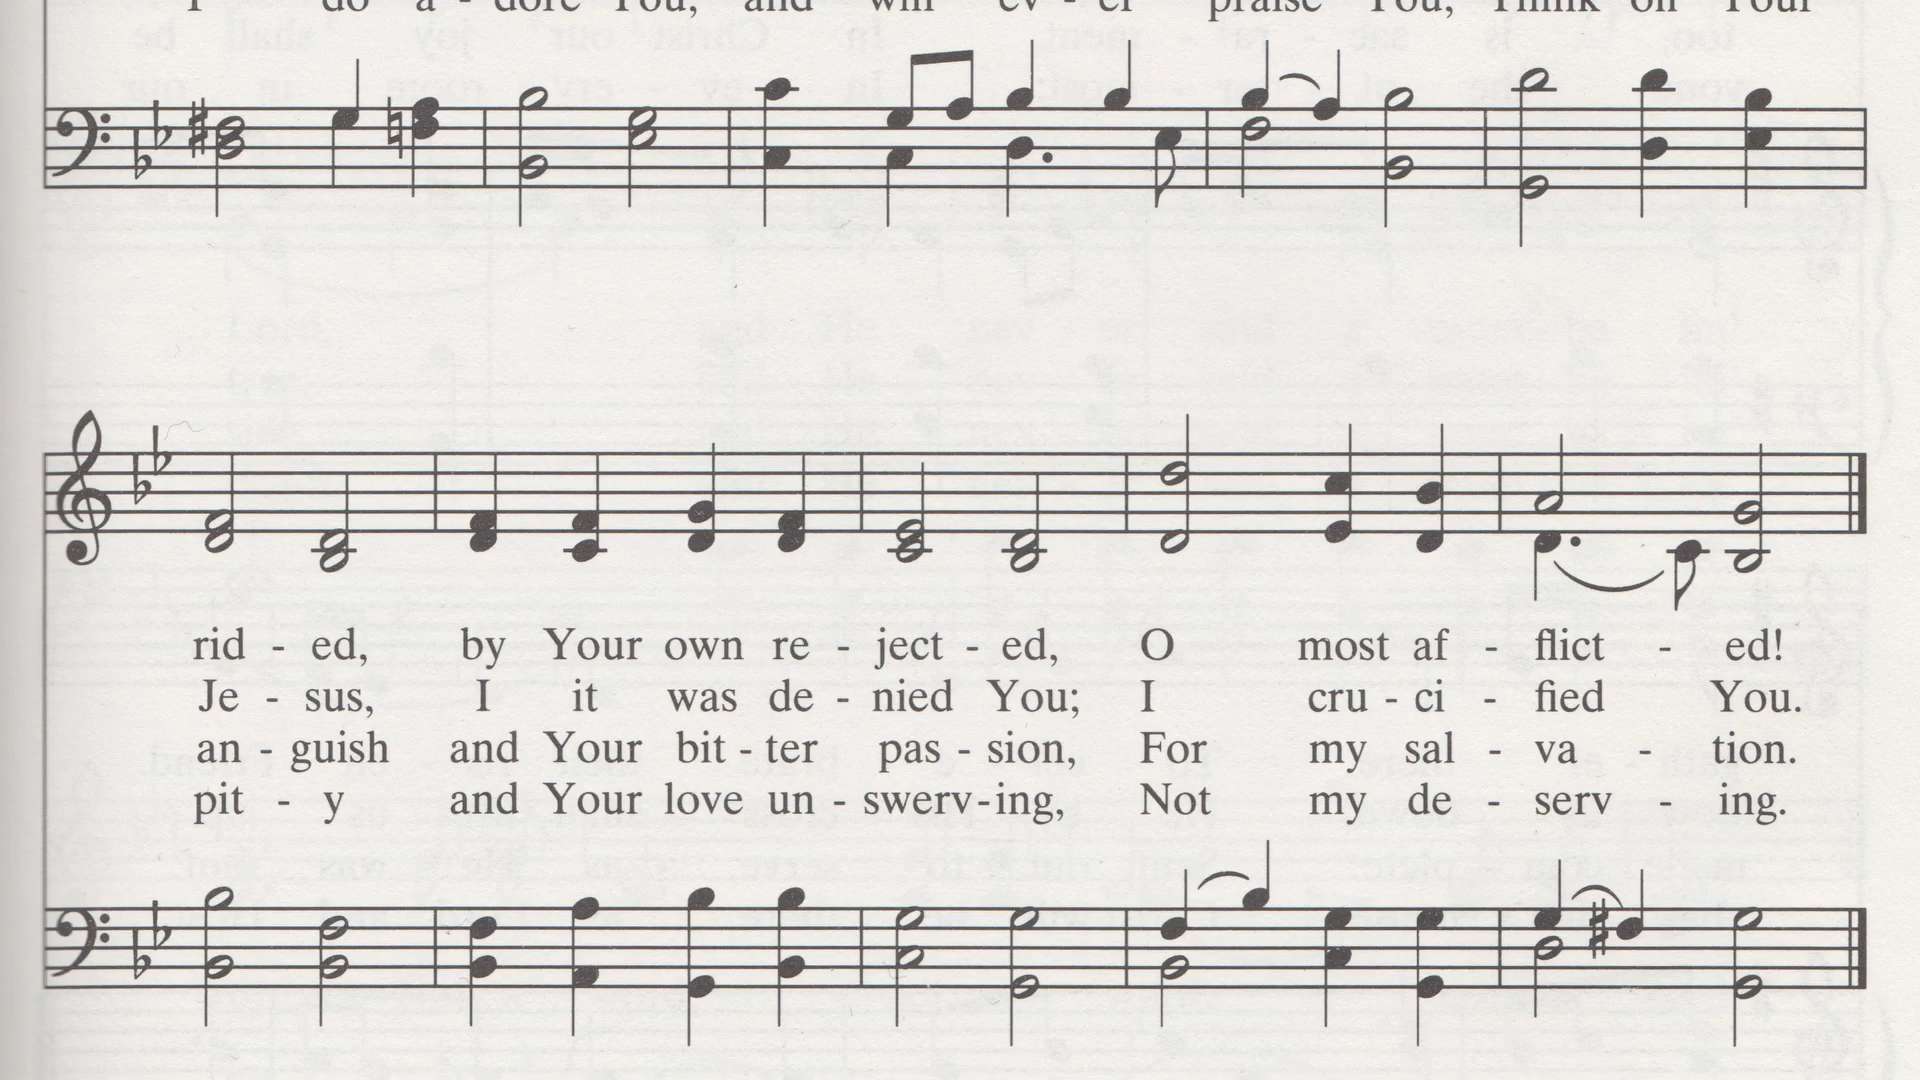 I do a - dore You, and will ev - er praise You, Think on Your
rid - ed, by Your own re - ject - ed, O most af - flict - ed!
Je - sus, I it was de - nied You; I cru - ci - fied You.
an - guish and Your bit - ter pas - sion, For my sal - va - tion.
pit - y and Your love un - swerv - ing, Not my de - serv - ing.